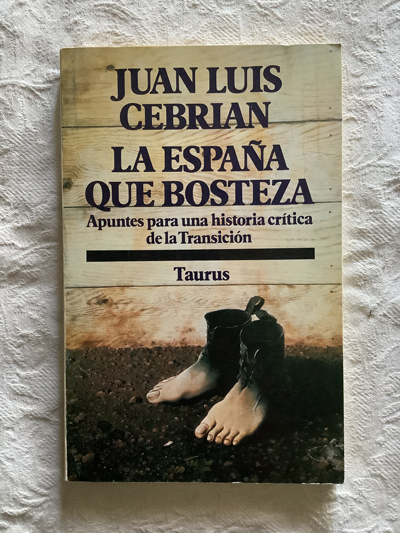 JUAN LUIS
CEBRIAN
LA ESPAÑA
QUE BOSTEZA
Apuntes para una historia crítica
de la Transición
Taurus